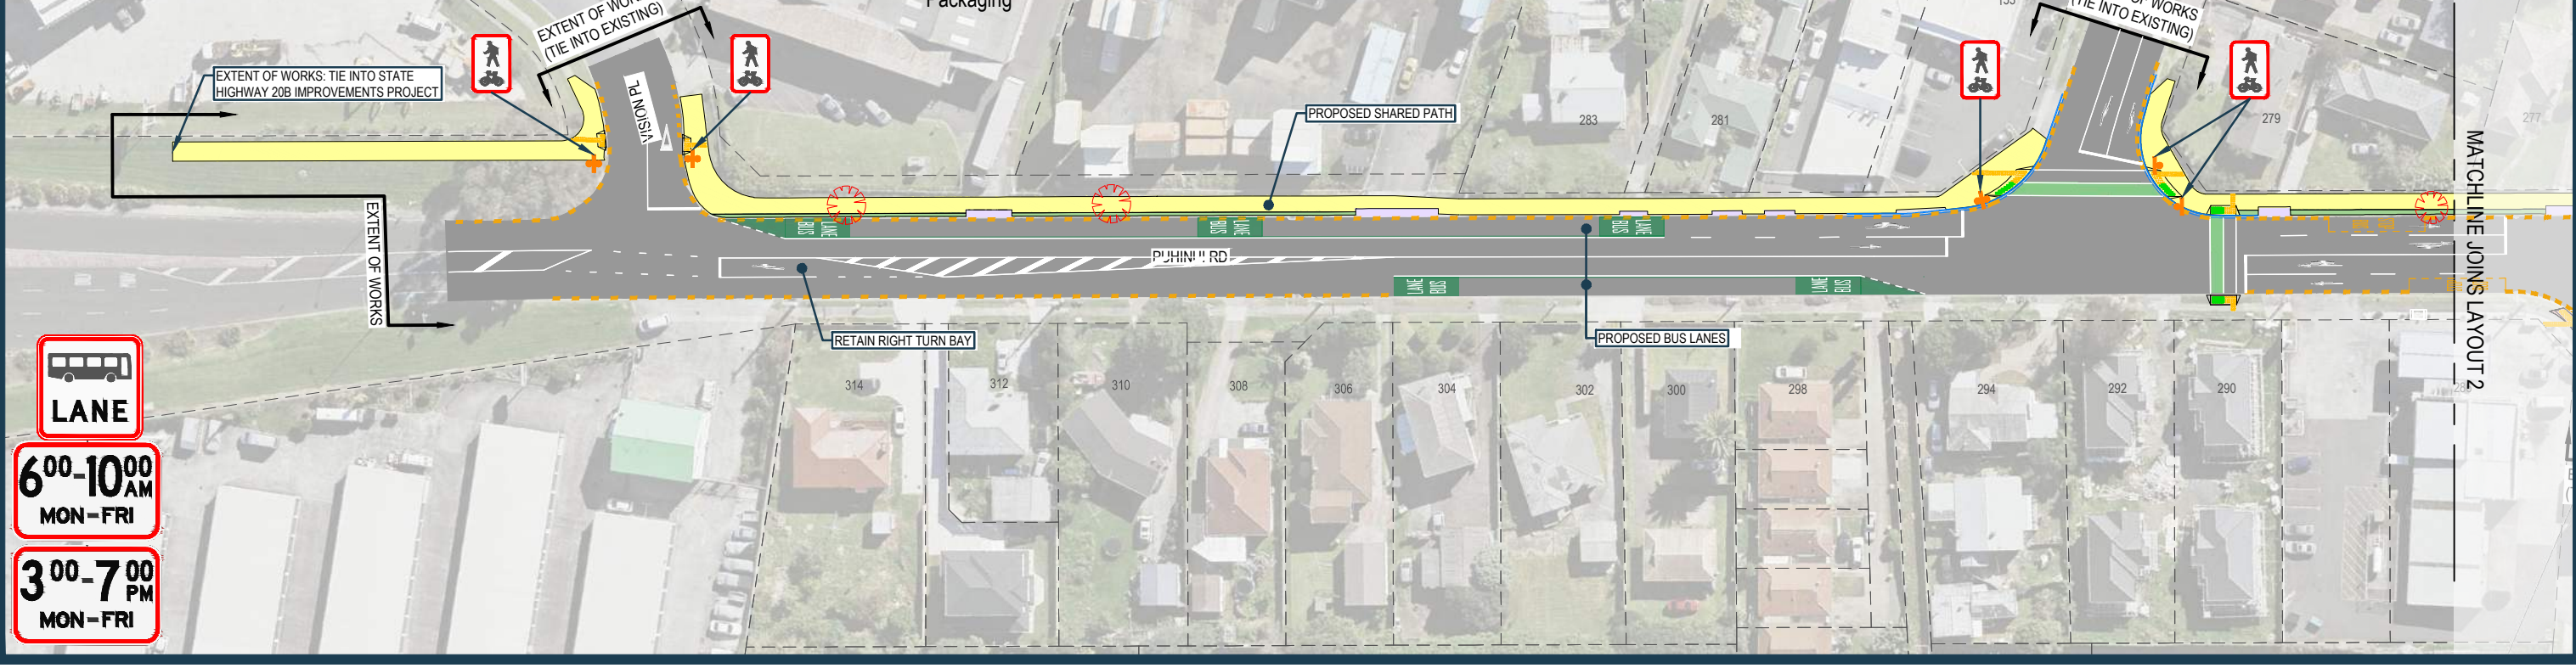 Packaging
(TIE INTO EXISTING)
OF WORKS
(TIE INTO EXISTING)
EXTENT OF WORKS: TIE INTO STATE
HIGHWAY 20B IMPROVEMENTS PROJECT
VISION PL
PROPOSED SHARED PATH
283
281
279
277
EXTENT OF WORKS
BUS
LANE
BUS
LANE
BUS
LANE
PUHINUI RD
LANE
BUS
LANE
BUS
MATCHLINE JOINS LAYOUT 2
RETAIN RIGHT TURN BAY
PROPOSED BUS LANES
314
312
310
308
306
304
302
300
298
294
292
290
LANE
600-1000
AM
MON-FRI
300-700
PM
MON-FRI